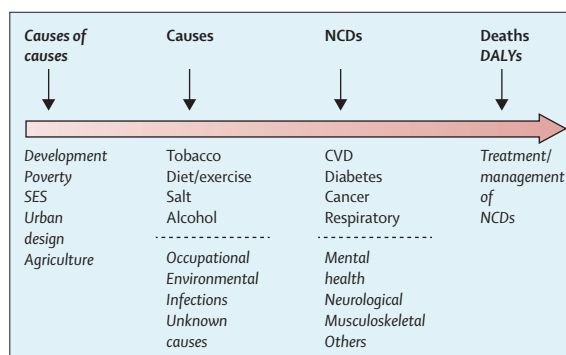 Causes of
causes
Causes
NCDs
Deaths
DALYs
Development
Poverty
SES
Urban
design
Agriculture
Tobacco
Diet/exercise
Salt
Alcohol
Occupational
Environmental
Infections
Unknown
causes
CVD
Diabetes
Cancer
Respiratory
Mental
health
Neurological
Musculoskeletal
Others
Treatment/
management
of
NCDs